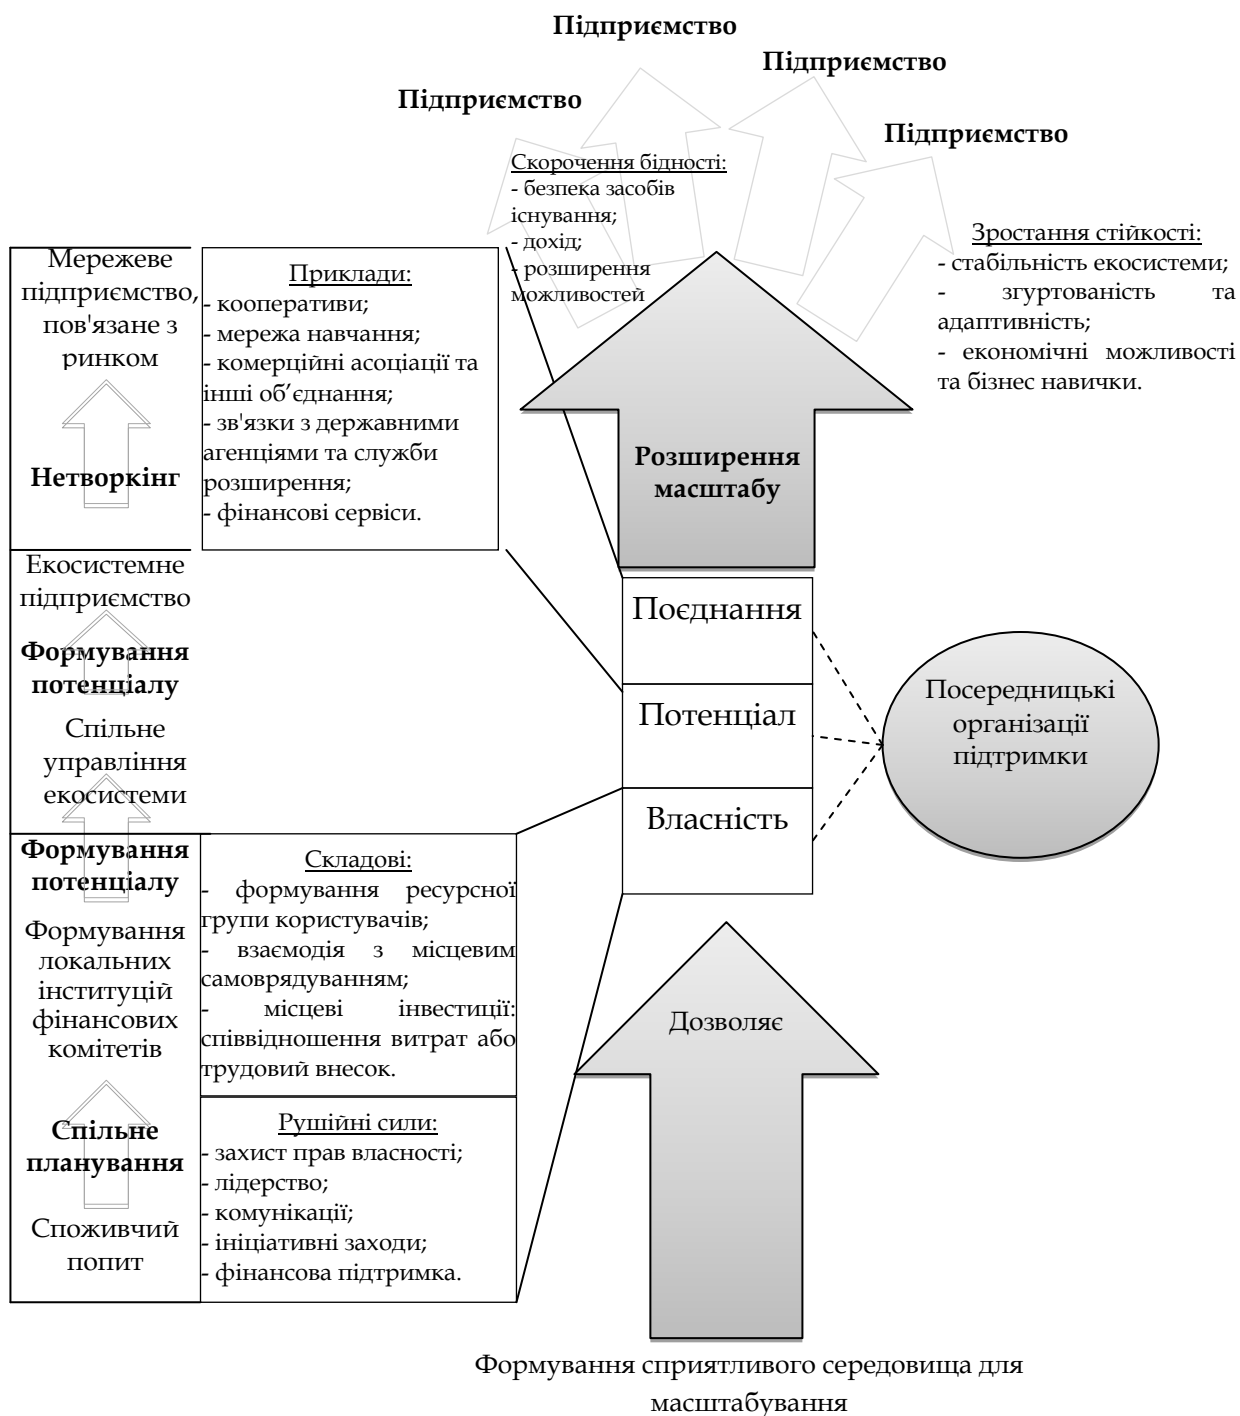 Підприємство
Підприємство
Підприємство
Підприємство
Скорочення бідності:
- безпека засобів
існування;
- дохід;
- розширення
можливостей
Зростання стійкості:
- стабільність екосистеми;
- згуртованість та
адаптивність;
- економічні можливості
та бізнес навички.
Мережеве
підприємство,
пов'язане з
ринком
Нетворкінг
Приклади:
- кооперативи;
- мережа навчання;
- комерційні асоціації та
інші об’єднання;
- зв'язки з державними
агенціями та служби
розширення;
- фінансові сервіси.
Розширення
масштабу
Екосистемне
підприємство
Формування
потенціалу
Спільне
управління
екосистеми
Поєднання
Потенціал
Власність
Посередницькі
організації
підтримки
Формування
потенціалу
Формування
локальних
інституцій
фінансових
комітетів
Складові:
- формування ресурсної
групи користувачів;
- взаємодія з місцевим
самоврядуванням;
- місцеві інвестиції:
співвідношення витрат або
трудовий внесок.
Дозволяє
Спільне
планування
Споживчий
попит
Рушійні сили:
- захист прав власності;
- лідерство;
- комунікації;
- ініціативні заходи;
- фінансова підтримка.
Формування сприятливого середовища для
масштабування